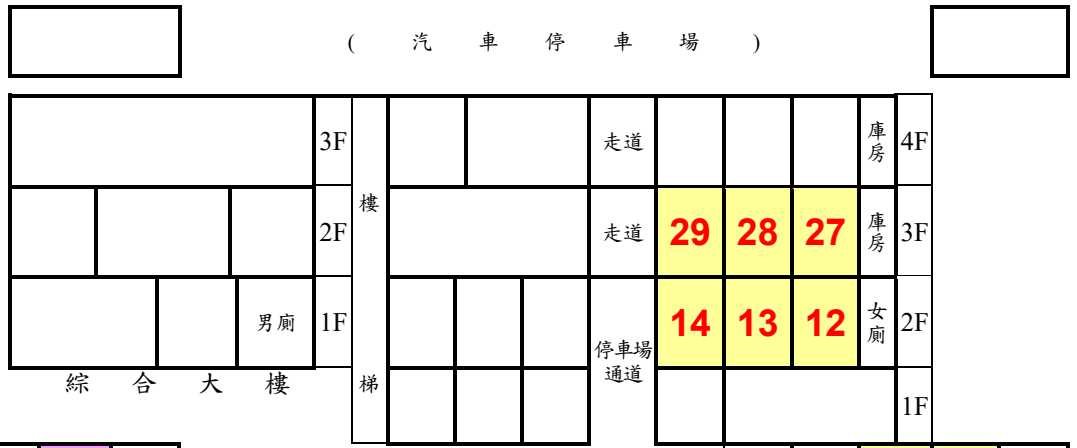 ( 汽 車 停 車 場 )
3F 走道 庫房 4F
樓
2F 走道 29 28 27 庫房 3F
男廁 1F 停車場通道 14 13 12 女廁 2F
綜 合 大 樓 梯
1F